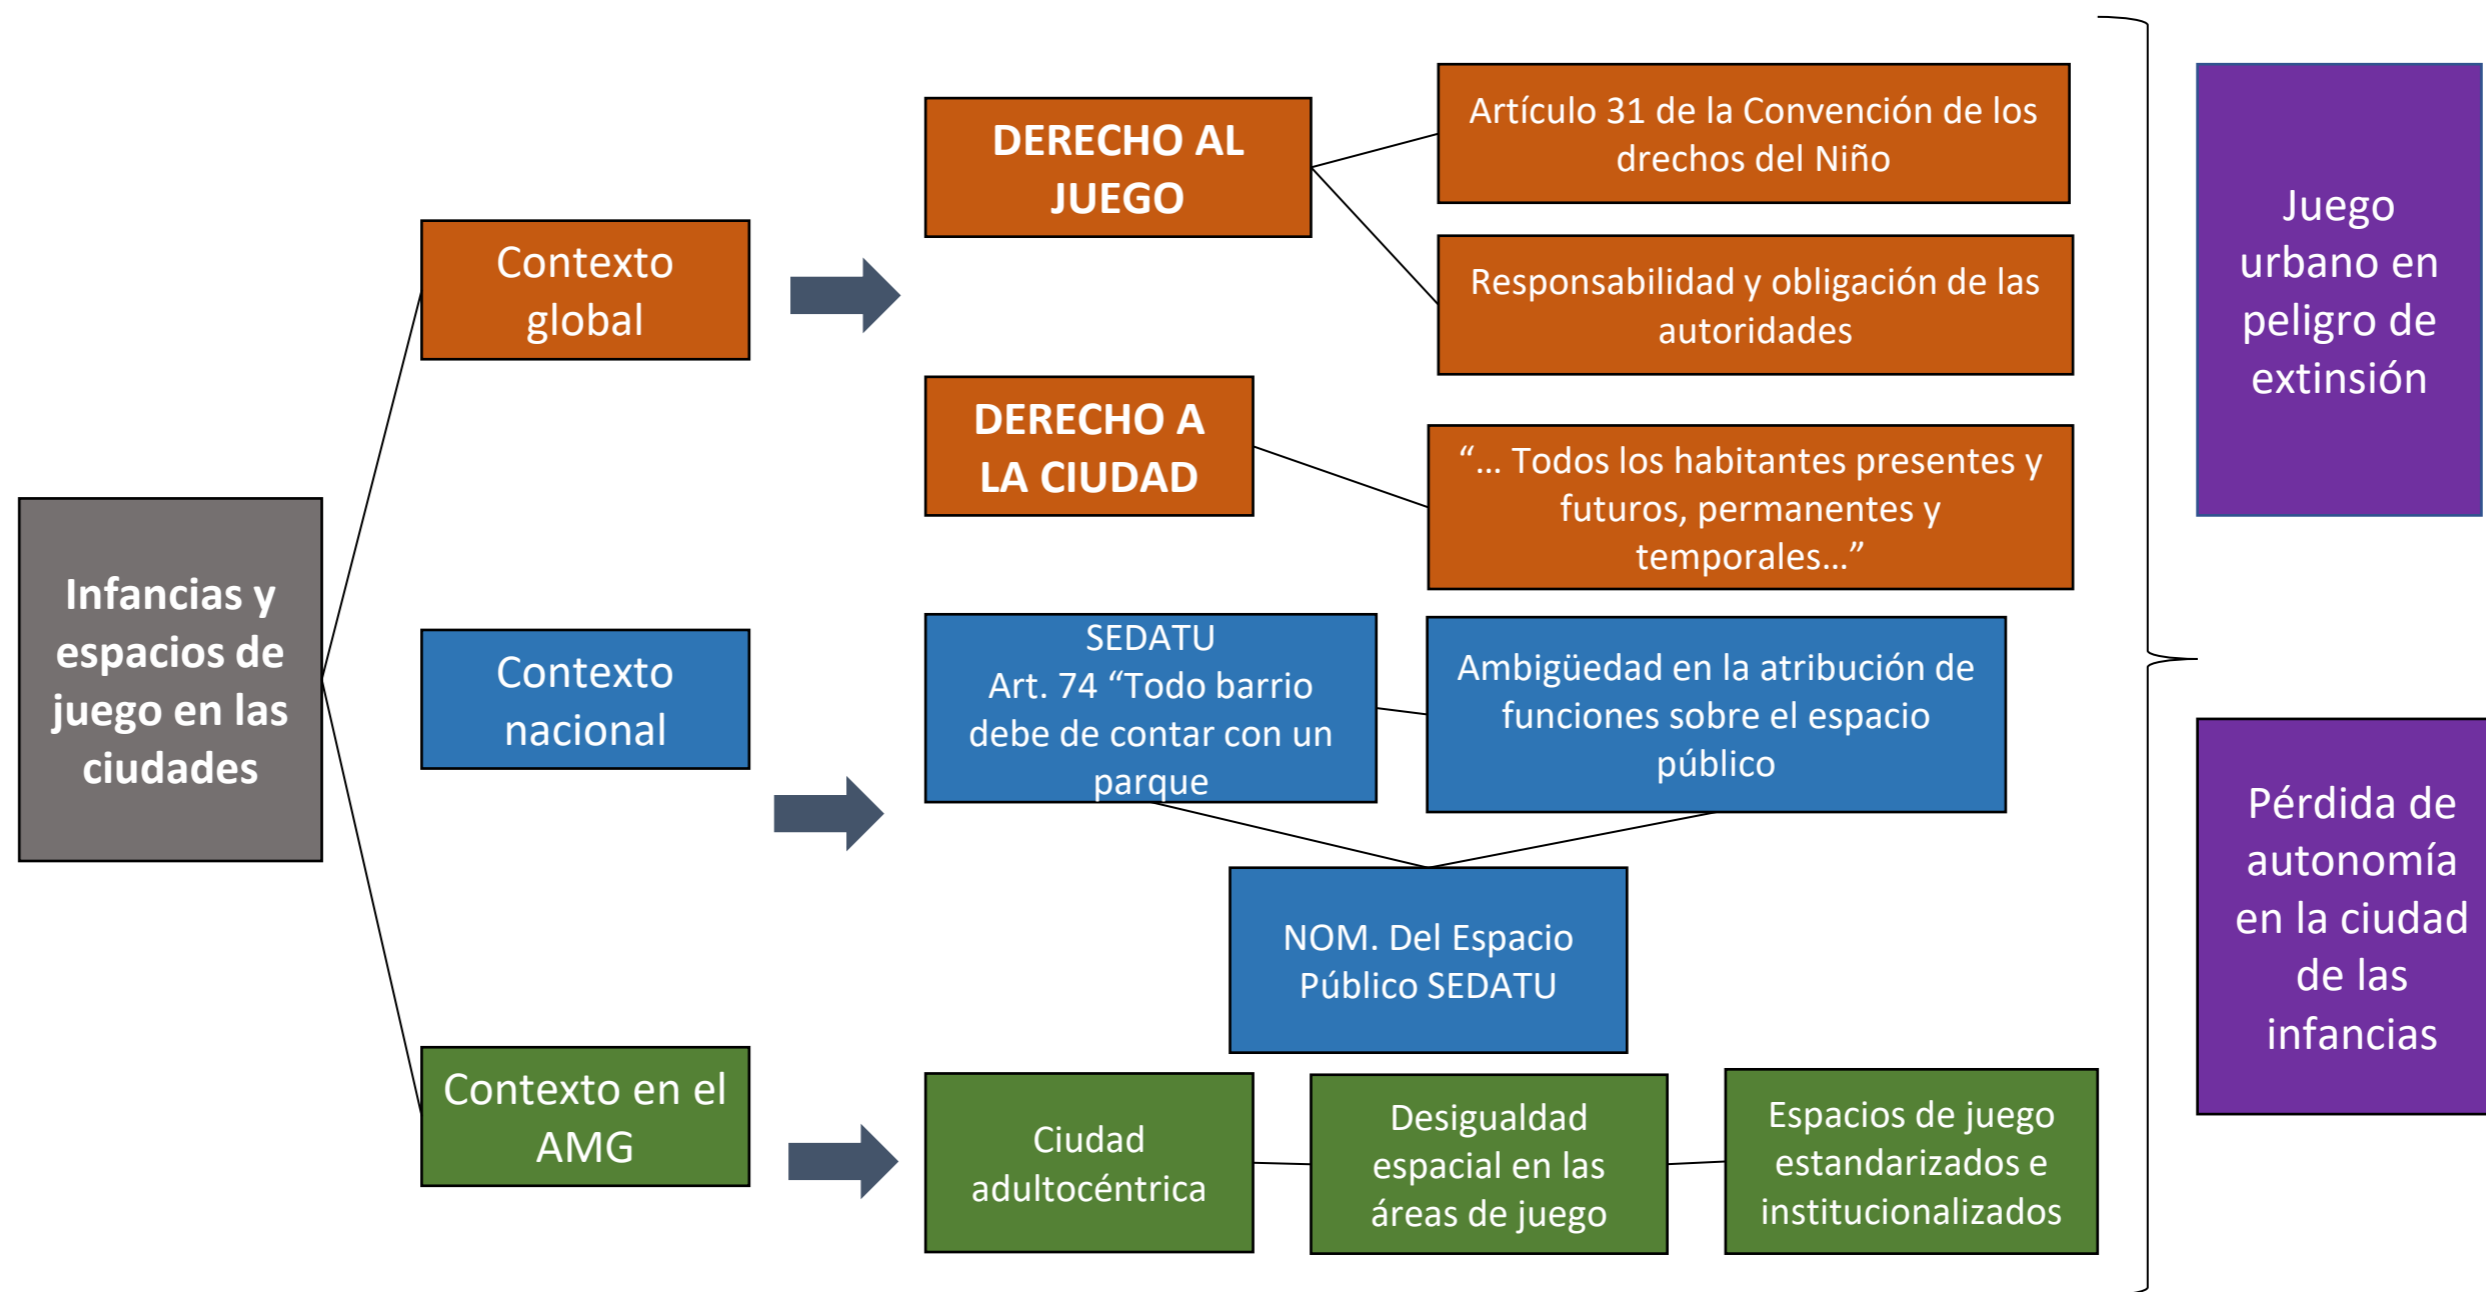 Infancias y
espacios de
juego en las
ciudades
Contexto
global
DERECHO AL
JUEGO
Artículo 31 de la Convención de los
drechos del Niño
Responsabilidad y obligación de las
autoridades
DERECHO A
LA CIUDAD
“… Todos los habitantes presentes y
futuros, permanentes y
temporales…”
Contexto
nacional
SEDATU
Art. 74 “Todo barrio
debe de contar con un
parque
Ambigüedad en la atribución de
funciones sobre el espacio
público
NOM. Del Espacio
Público SEDATU
Contexto en el
AMG
Ciudad
adultocéntrica
Desigualdad
espacial en las
áreas de juego
Espacios de juego
estandarizados e
institucionalizados
Juego
urbano en
peligro de
extinsión
Pérdida de
autonomía
en la ciudad
de las
infancias